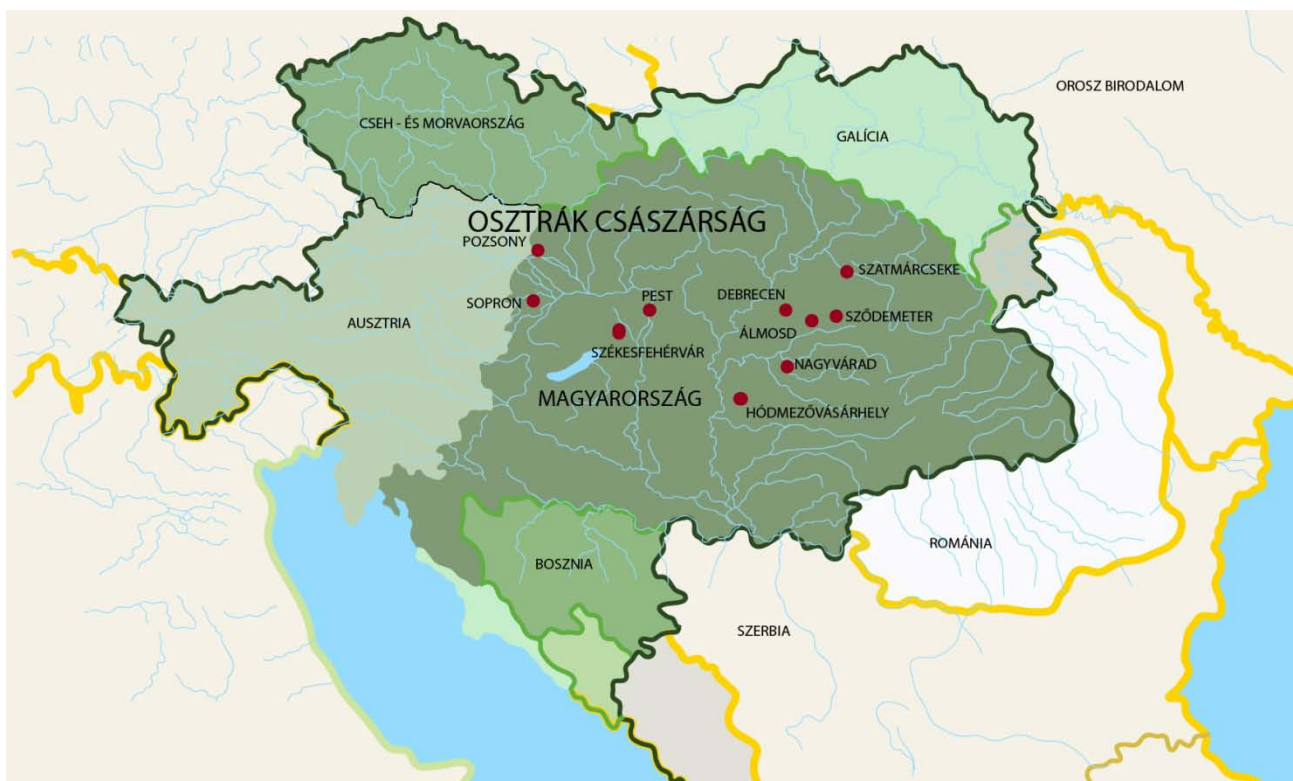 OROSZ BIRODALOM
CSEH - ÉS MORVAORSZÁG
GALÍCIA
OSZTRÁK CSÁSZÁRSÁG
POZSONY
SZATMÁRCSEKE
SOPRON
PEST
DEBRECEN
SZŐDEMETER
AUSZTRIA
ÁLMOSD
SZÉKESFEHÉRVÁR
NAGYVÁRAD
MAGYARORSZÁG
HÓDMEZŐVÁSÁRHELY
ROMÁNIA
BOSZNIA
SZERBIA